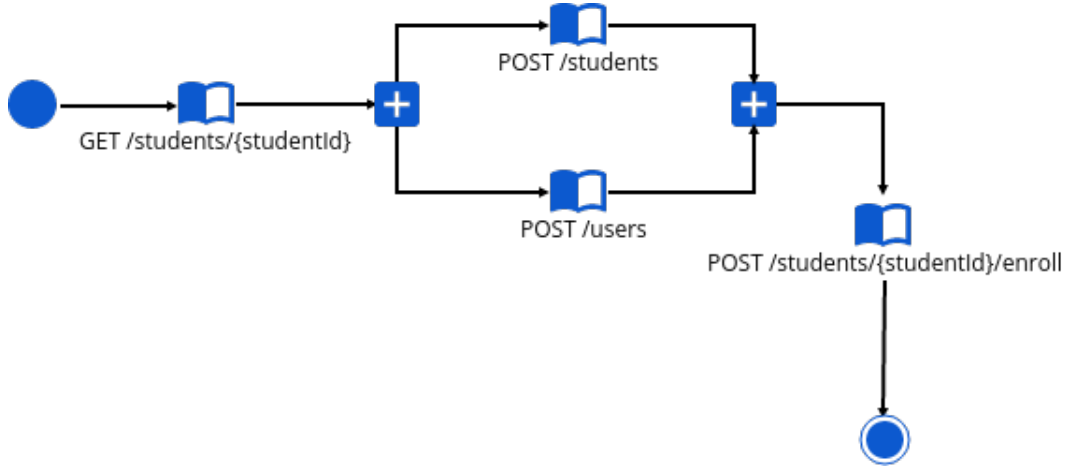 POST /students
GET /students/{studentId}
POST /users
POST /students/{studentId}/enroll